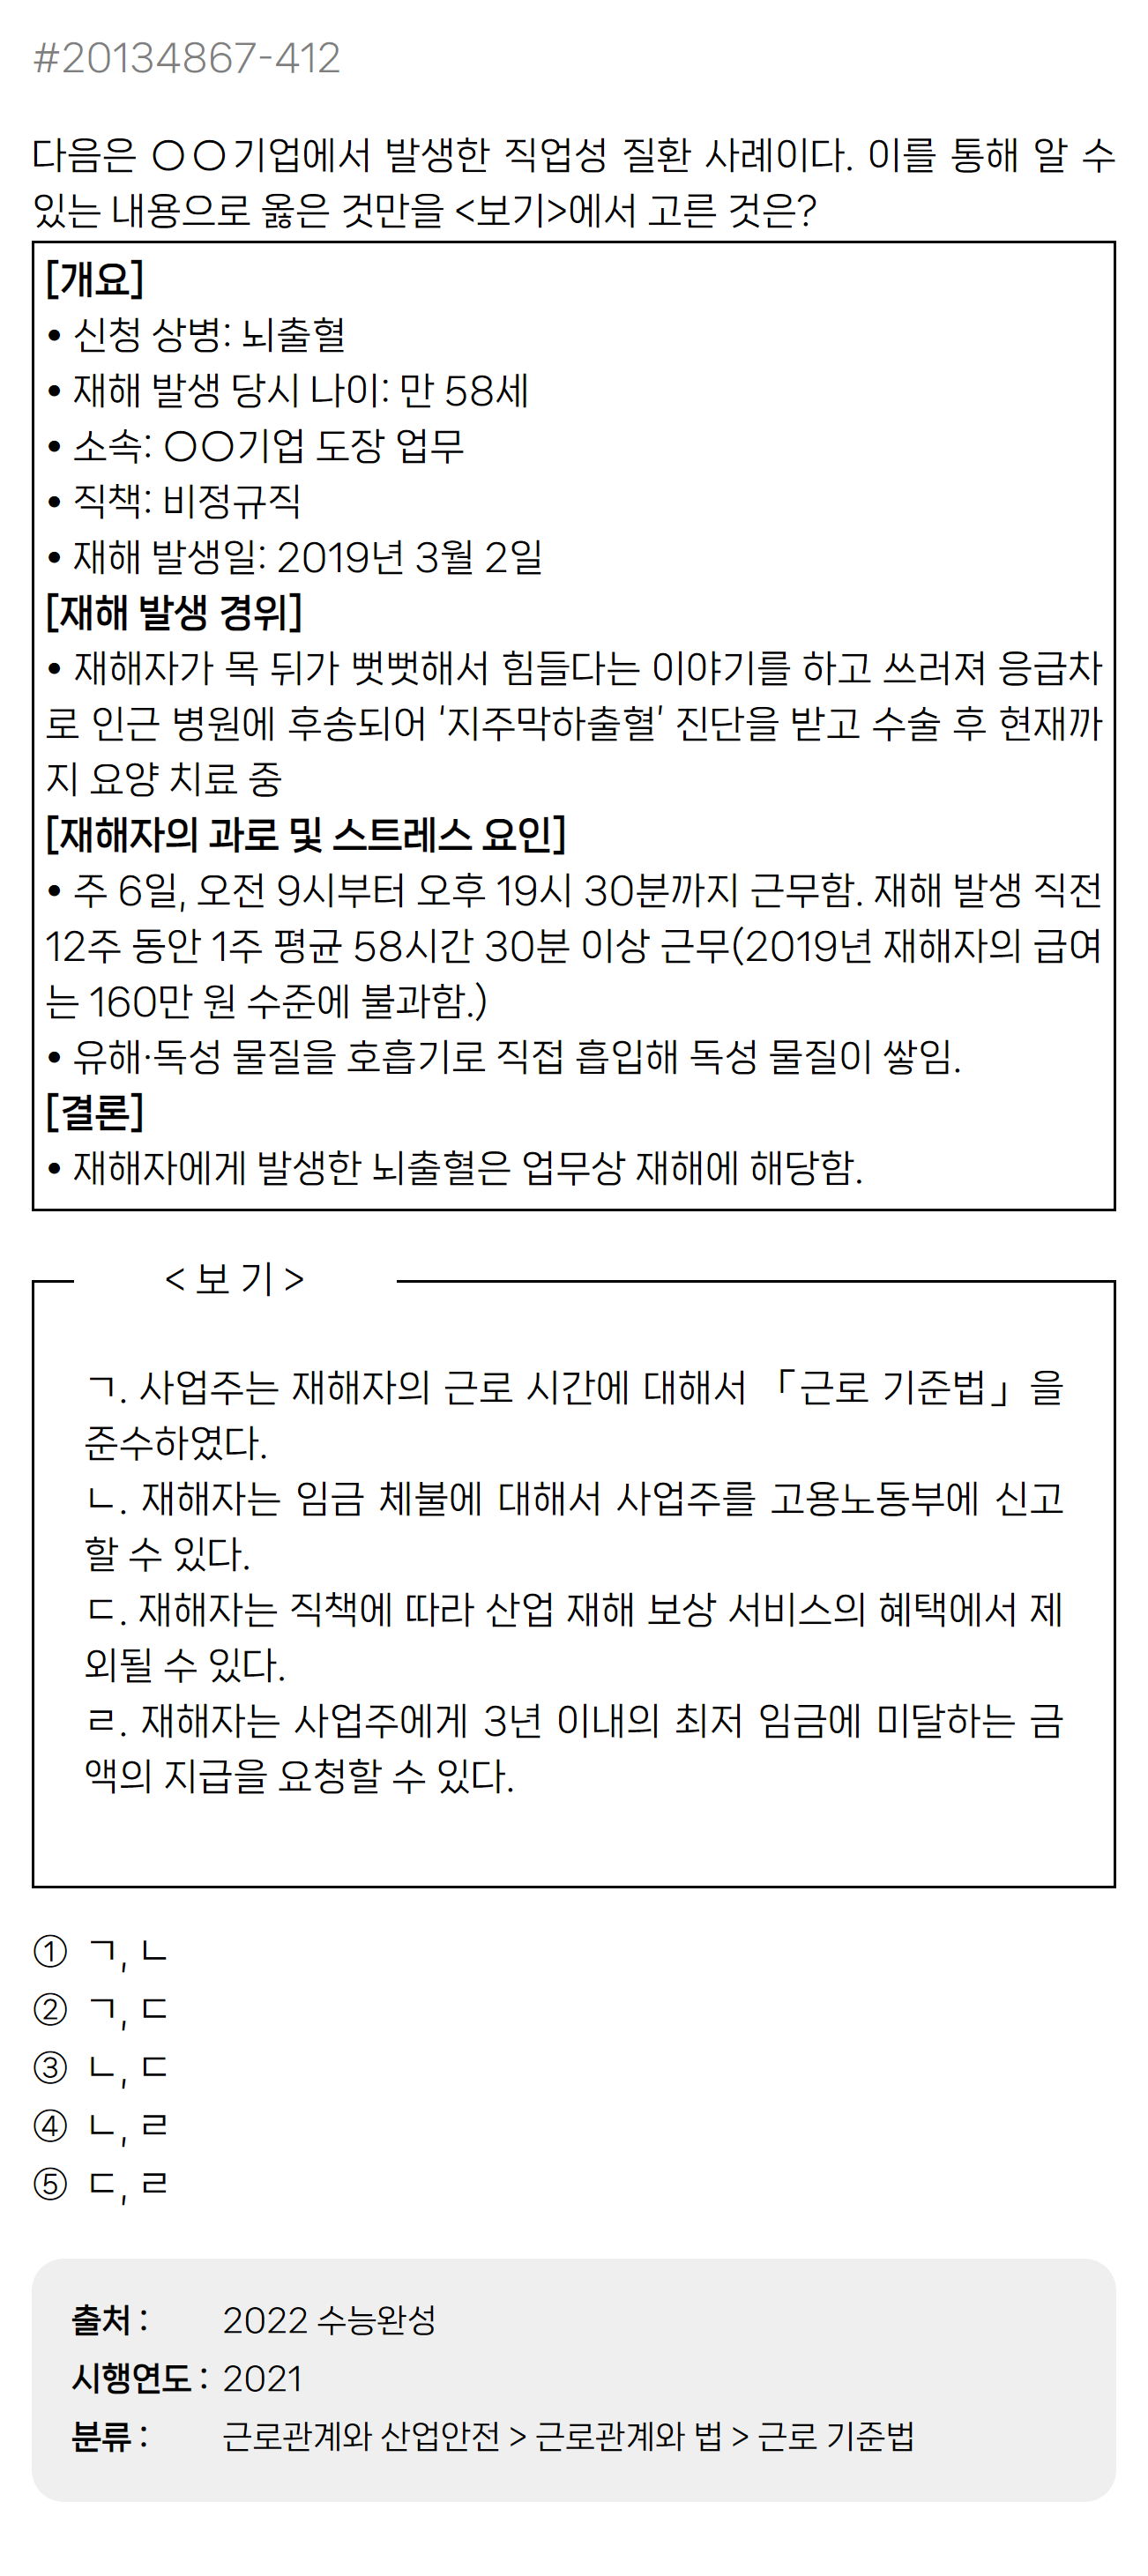 #20134867-412
다음은 ○○기업에서 발생한 직업성 질환 사례이다. 이를 통해 알 수
있는 내용으로 옳은 것만을 <보기>에서 고른 것은?
[개요]
• 신청 상병: 뇌출혈
• 재해 발생 당시 나이: 만 58세
• 소속: ○○기업 도장 업무
• 직책: 비정규직
• 재해 발생일: 2019년 3월 2일
[재해 발생 경위]
• 재해자가 목 뒤가 뻣뻣해서 힘들다는 이야기를 하고 쓰러져 응급차
로 인근 병원에 후송되어 '지주막하출혈' 진단을 받고 수술 후 현재까
지 요양 치료 중
[재해자의 과로 및 스트레스 요인]
• 주 6일, 오전 9시부터 오후 19시 30분까지 근무함. 재해 발생 직전
12주 동안 1주 평균 58시간 30분 이상 근무(2019년 재해자의 급여
는 160만 원 수준에 불과함.)
• 유해·독성 물질을 호흡기로 직접 흡입해 독성 물질이 쌓임.
[결론]
• 재해자에게 발생한 뇌출혈은 업무상 재해에 해당함.
< 보 기 >
ㄱ. 사업주는 재해자의 근로 시간에 대해서 「근로 기준법」을
준수하였다.
ㄴ. 재해자는 임금 체불에 대해서 사업주를 고용노동부에 신고
할 수 있다.
ㄷ. 재해자는 직책에 따라 산업 재해 보상 서비스의 혜택에서 제
외될 수 있다.
ㄹ. 재해자는 사업주에게 3년 이내의 최저 임금에 미달하는 금
액의 지급을 요청할 수 있다.
① ㄱ, ㄴ
② ㄱ, ㄷ
③ ㄴ, ㄷ
④ ㄴ, ㄹ
⑤ ㄷ, ㄹ
출처 : 2022 수능완성
시행연도 : 2021
분류 : 근로관계와 산업안전 > 근로관계와 법 > 근로 기준법